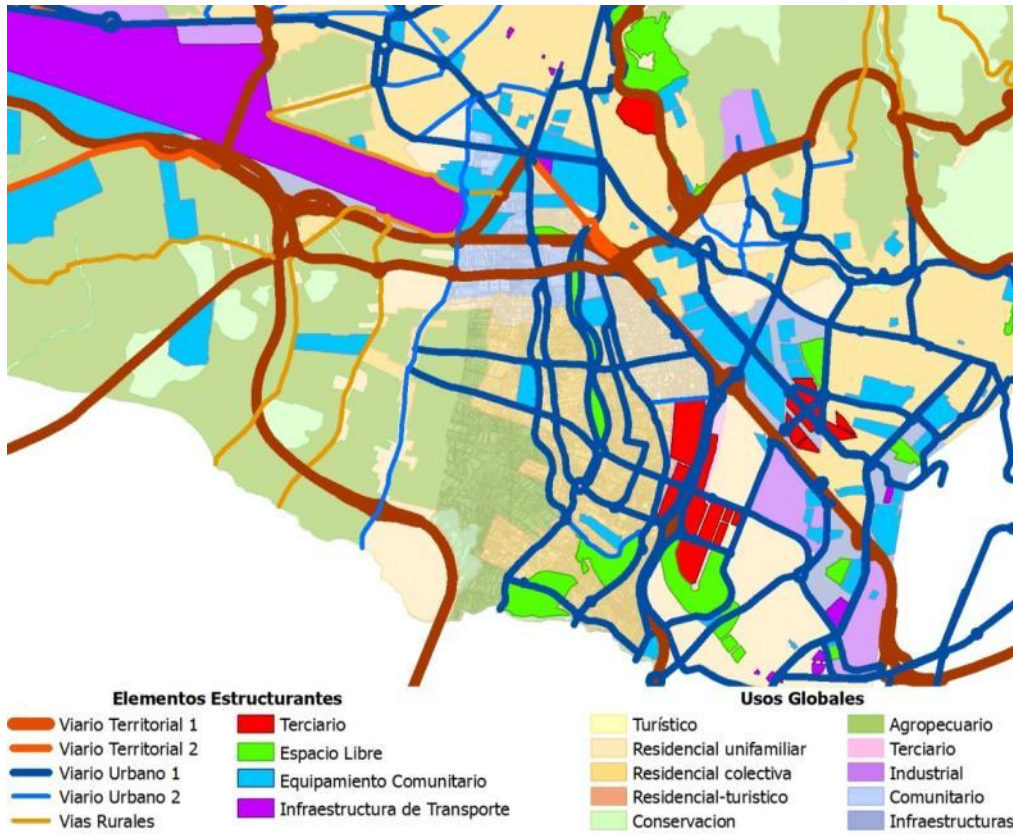 Elementos Estructurantes
Viario Territorial 1
Viario Territorial 2
Viario Urbano 1
Viario Urbano 2
Vias Rurales
Terciario
Espacio Libre
Equipamiento Comunitario
Infraestructura de Transporte
Usos Globales
Turístico
Residencial unifamiliar
Residencial colectiva
Residencial-turistico
Conservacion
Agropecuario
Terciario
Industrial
Comunitario
Infraestructuras